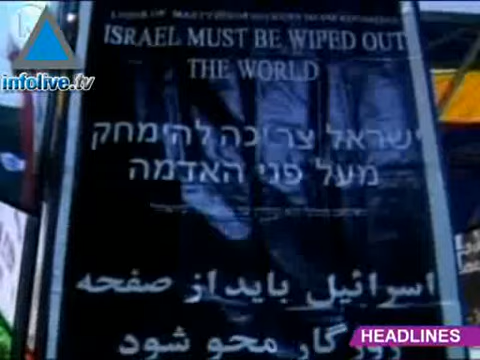 infolive.tv
ISRAEL MUST BE WIPED OUT
THE WORLD
ישראל צריכה להימחק
מעל פני האדמה
اسرائیل باید از صفحه
روزگار محو شود
HEADLINES